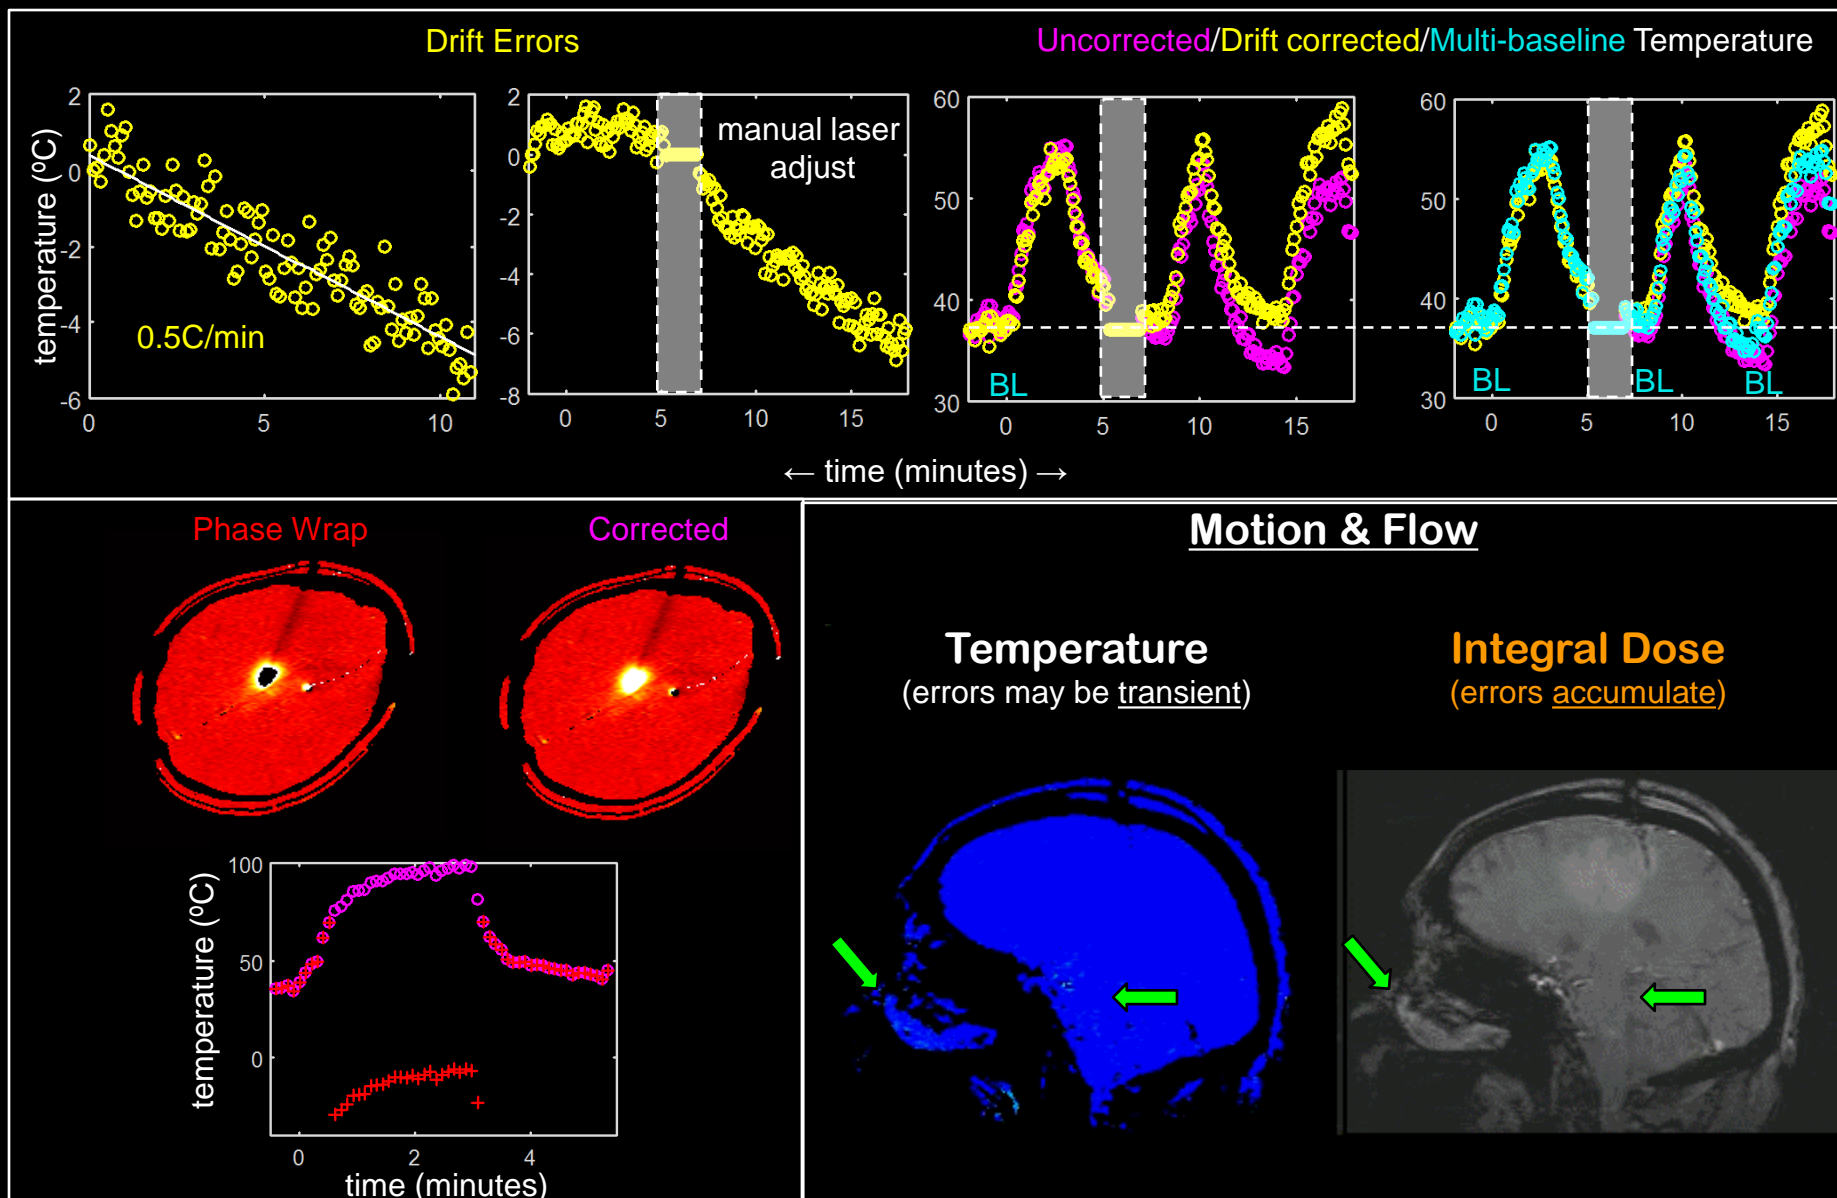 Drift Errors
Uncorrected/Drift corrected/Multi-baseline Temperature
temperature (ºC)
2
0
-2
-4
-6
0.5C/min
0
5
10
2
0
-2
-4
-6
-8
manual laser
adjust
0
5
10
15
60
50
40
30
BL
0
5
10
15
60
50
40
30
BL
BL
BL
0
5
10
15
← time (minutes) →
Phase Wrap
Corrected
temperature (ºC)
100
50
0
0
2
4
time (minutes)
Motion & Flow
Temperature
(errors may be transient)
Integral Dose
(errors accumulate)